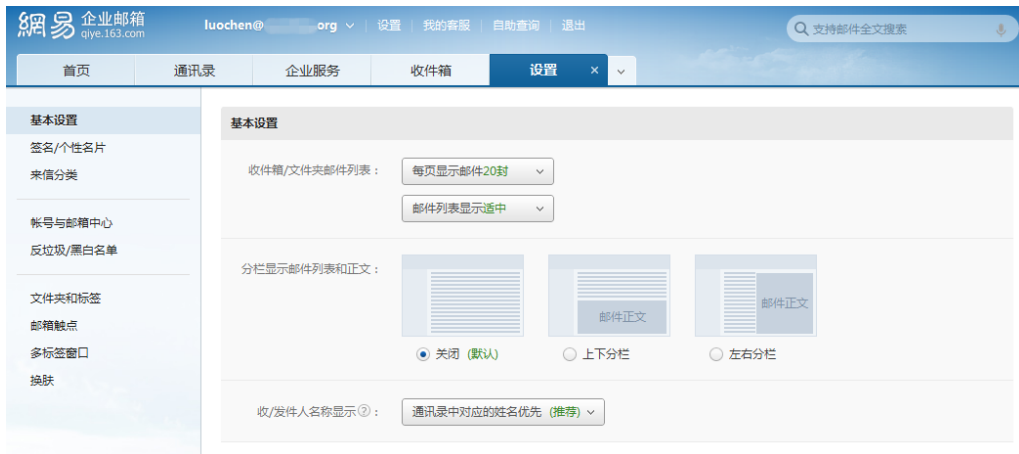 網易 企业邮箱
qiye.163.com
luochen@ org 设置 我的客服 自助查询 退出
支持邮件全文搜索
首页 通讯录 企业服务 收件箱 设置 ×
基本设置
签名/个性名片
来信分类
帐号与邮箱中心
反垃圾/黑白名单
文件夹和标签
邮箱触点
多标签窗口
换肤
基本设置
收件箱/文件夹邮件列表： 每页显示邮件20封
邮件列表显示适中
分栏显示邮件列表和正文：
邮件正文 邮件正文
关闭 (默认) 上下分栏 左右分栏
收/发件人名称显示?： 通讯录中对应的姓名优先 (推荐)